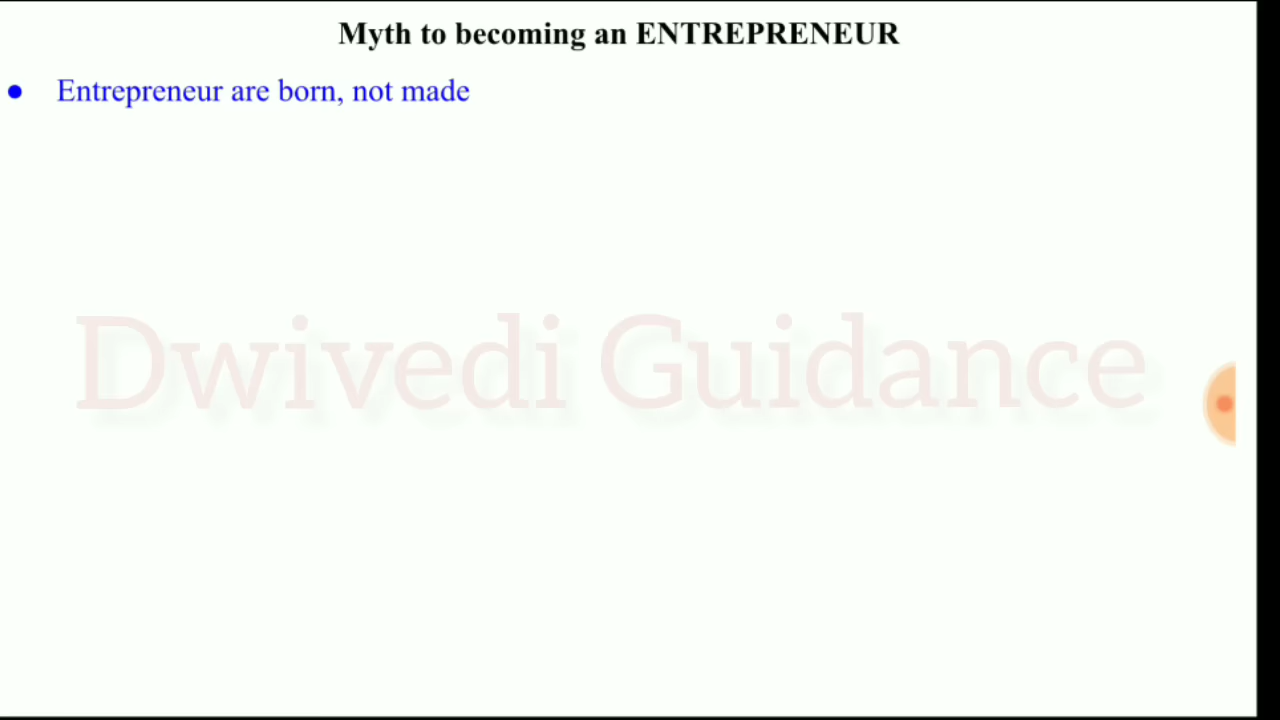 Myth to becoming an ENTREPRENEUR
● Entrepreneur are born, not made
Dwivedi Guidance